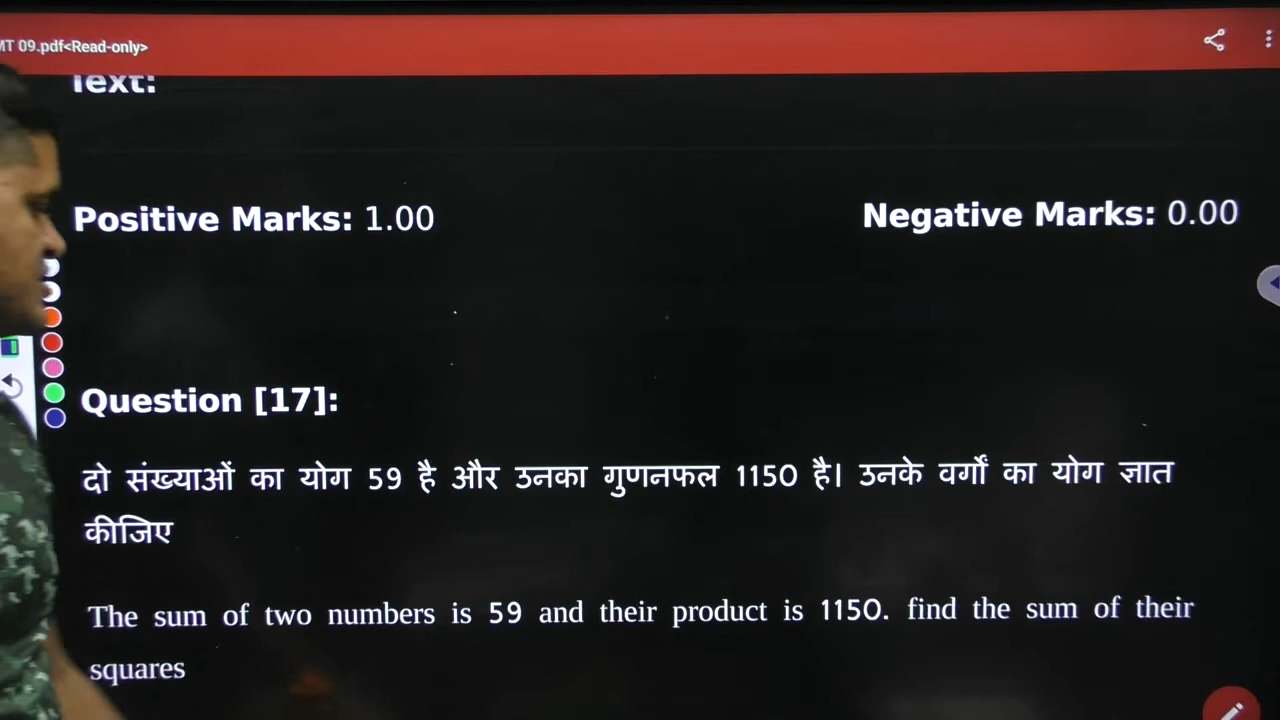 MT 09.pdf<Read-only>
Text:
Positive Marks: 1.00 Negative Marks: 0.00
Question [17]:
दो संख्याओं का योग 59 है और उनका गुणनफल 1150 है। उनके वर्गों का योग ज्ञात
कीजिए
The sum of two numbers is 59 and their product is 1150. find the sum of their
squares